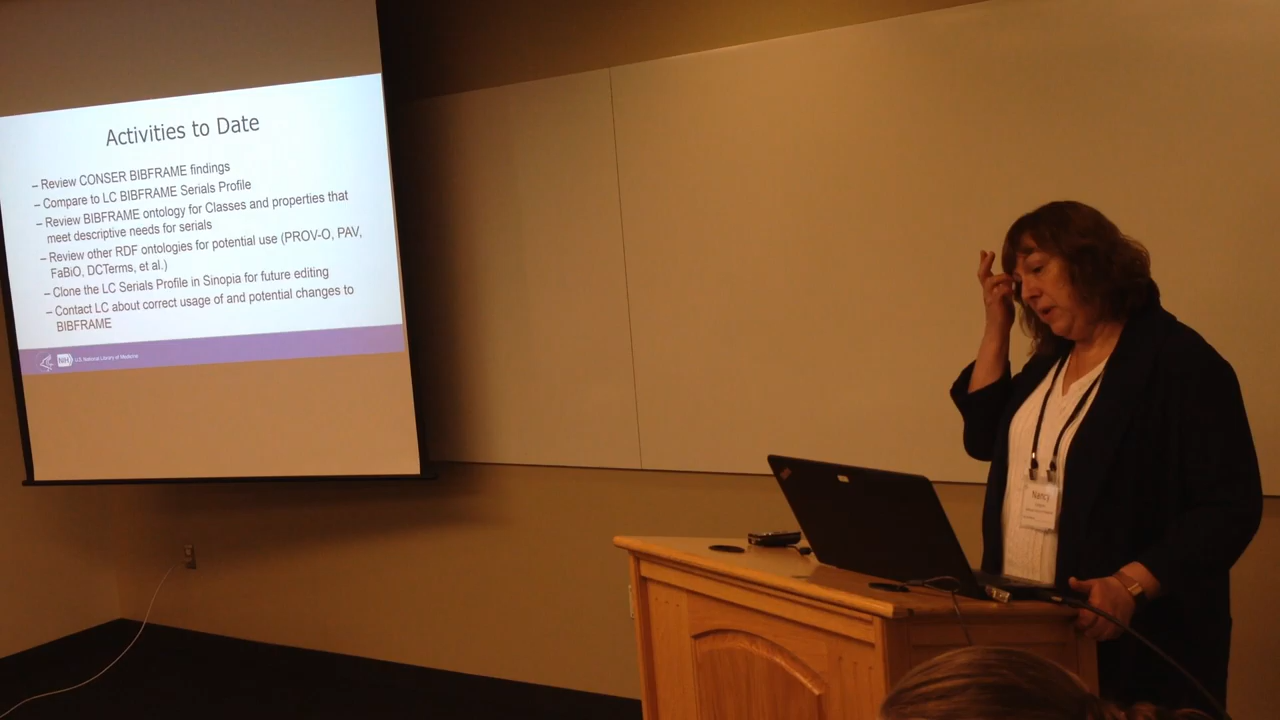 Activities to Date
– Review CONSER BIBFRAME findings
– Compare to LC BIBFRAME Serials Profile
– Review BIBFRAME ontology for Classes and properties that
meet descriptive needs for serials
– Review other RDF ontologies for potential use (PROV-O, PAV,
FaBiO, DCTerms, et al.)
– Clone the LC Serials Profile in Sinopia for future editing
– Contact LC about correct usage of and potential changes to
BIBFRAME
NIH U.S. National Library of Medicine
Nancy